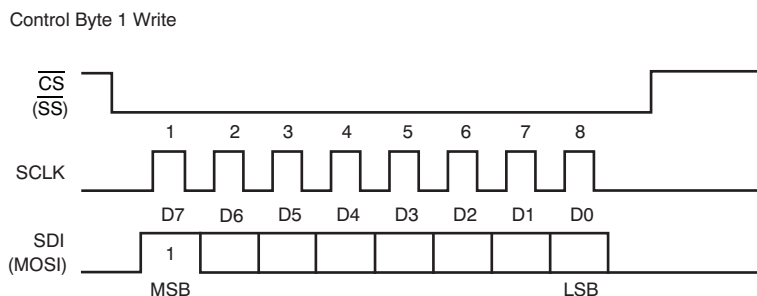 Control Byte 1 Write
CS
(SS)
1 2 3 4 5 6 7 8
SCLK
D7 D6 D5 D4 D3 D2 D1 D0
SDI
(MOSI)
1
MSB LSB